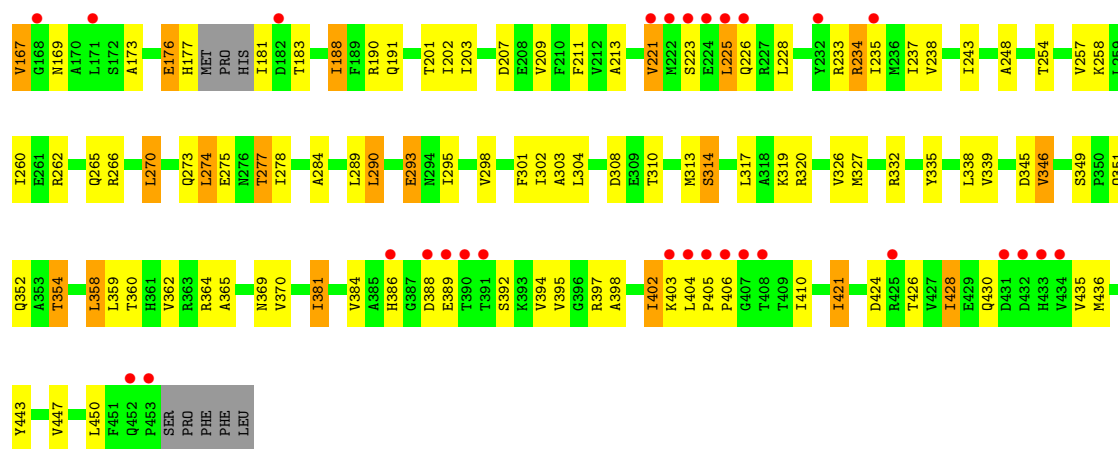 V167 G168 N169 A170 L171 S172 A173 E176 H177 MET PRO HIS I181 D182 T183 I188 F189 R190 Q191 T201 I202 I203 D207 E208 V209 F210 F211 V212 A213 V221 M222 S223 E224 L225 Q226 R227 L228 Y232 R233 R234 I235 M236 I237 V238 I243 A248 T254 V257 K258 L259
I260 E261 R262 Q265 R266 L270 Q273 L274 E275 N276 T277 I278 A284 L289 L290 E293 N294 I295 V298 F301 I302 A303 L304 D308 E309 T310 M313 S314 L317 A318 K319 R320 V326 M327 R332 Y335 L338 V339 D345 V346 S349 P350
Q352 A353 T354 L358 L359 T360 H361 V362 R363 R364 A365 N369 V370 I381 V384 A385 H386 G387 D388 E389 T390 T391 S392 K393 V394 V395 G396 R397 A398 I402 K403 L404 P405 P406 G407 T408 T409 I410 I421 D424 R425 T426 V427 I428 E429 Q430 D431 D432 H433 V434 V435 M436
Y443 V447 L450 F451 Q452 P453 SER PRO PHE PHE LEU